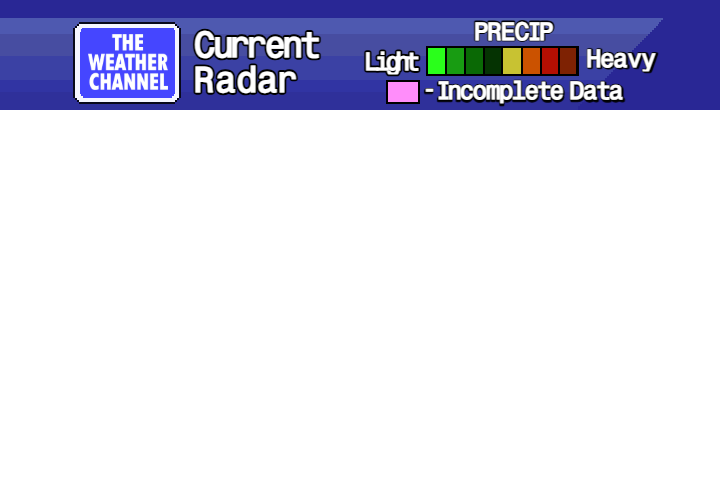 THE
WEATHER
CHANNEL
Current
Radar
PRECIP
Light Heavy
-Incomplete Data